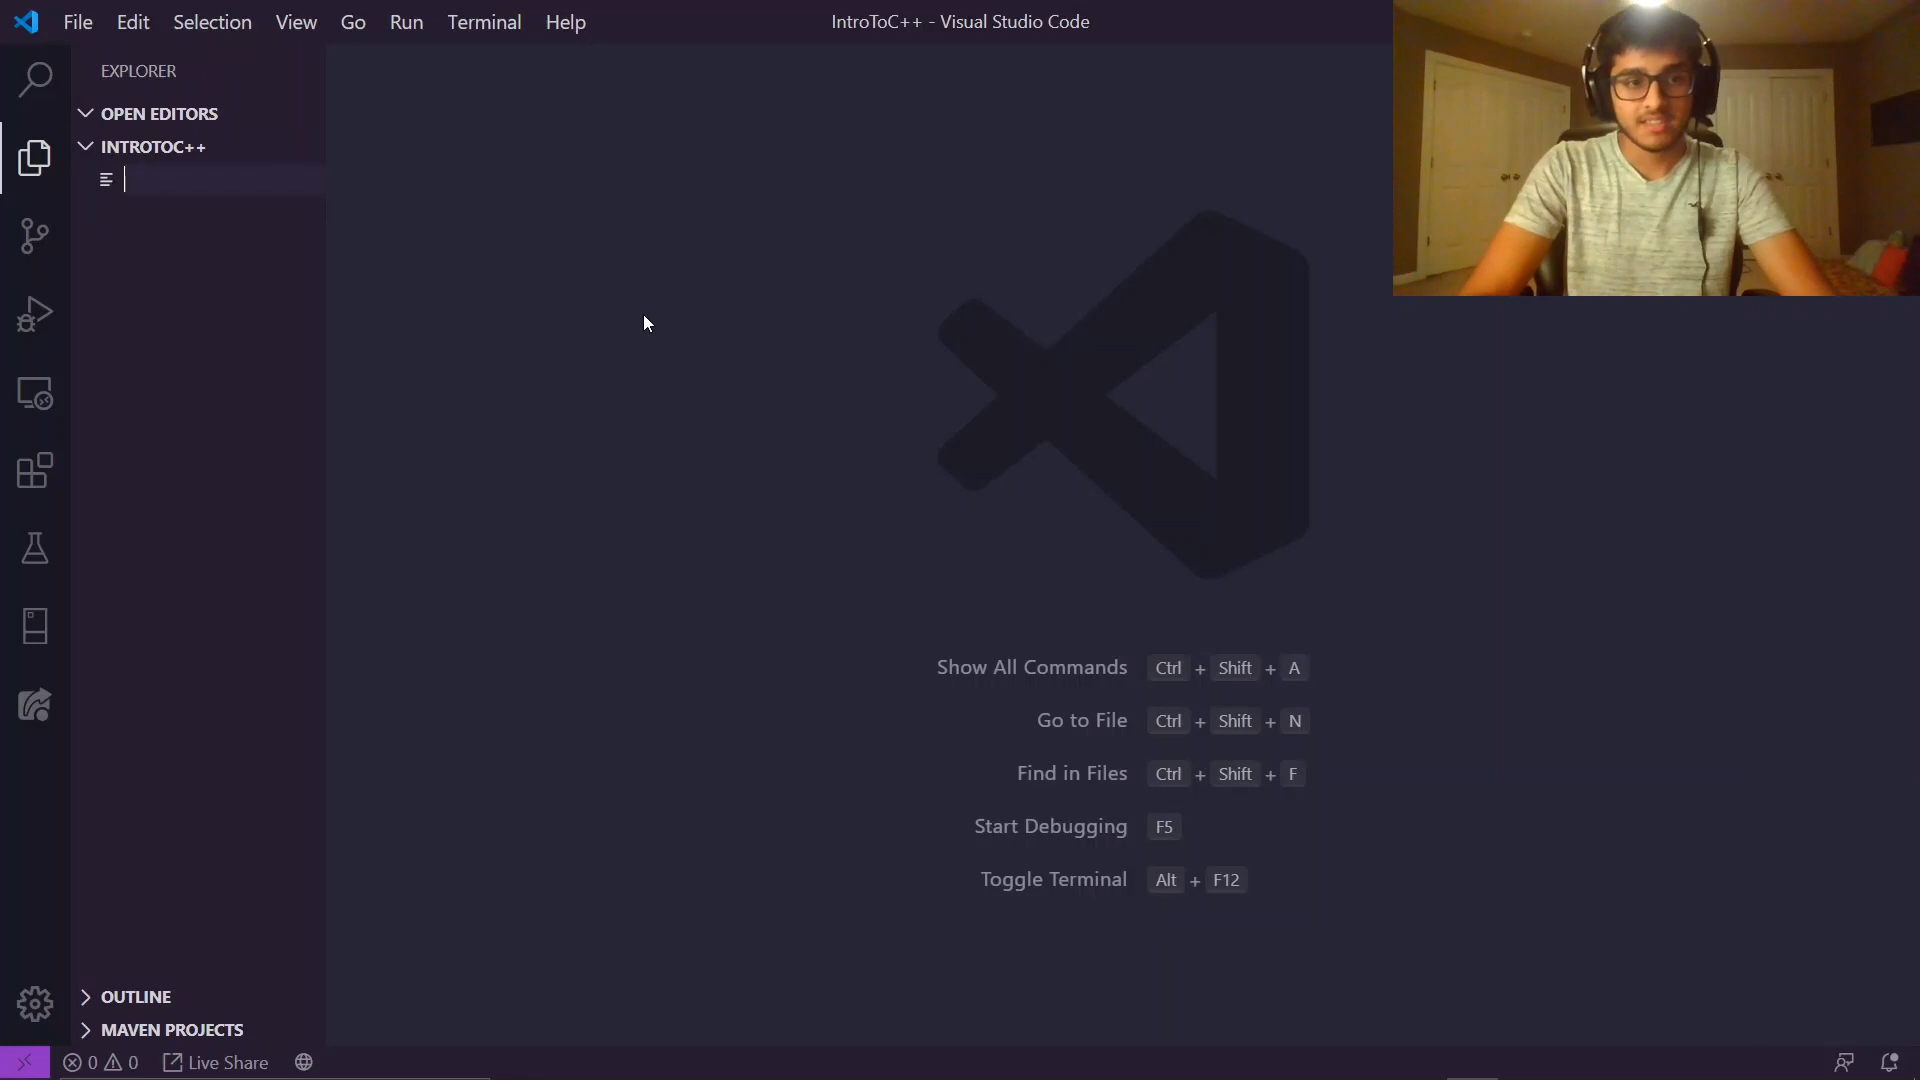 File Edit Selection View Go Run Terminal Help
IntroToC++ - Visual Studio Code
EXPLORER
OPEN EDITORS
INTROTOC++
Show All Commands Ctrl + Shift + A
Go to File Ctrl + Shift + N
Find in Files Ctrl + Shift + F
Start Debugging F5
Toggle Terminal Alt + F12
OUTLINE
MAVEN PROJECTS
0 0 Live Share